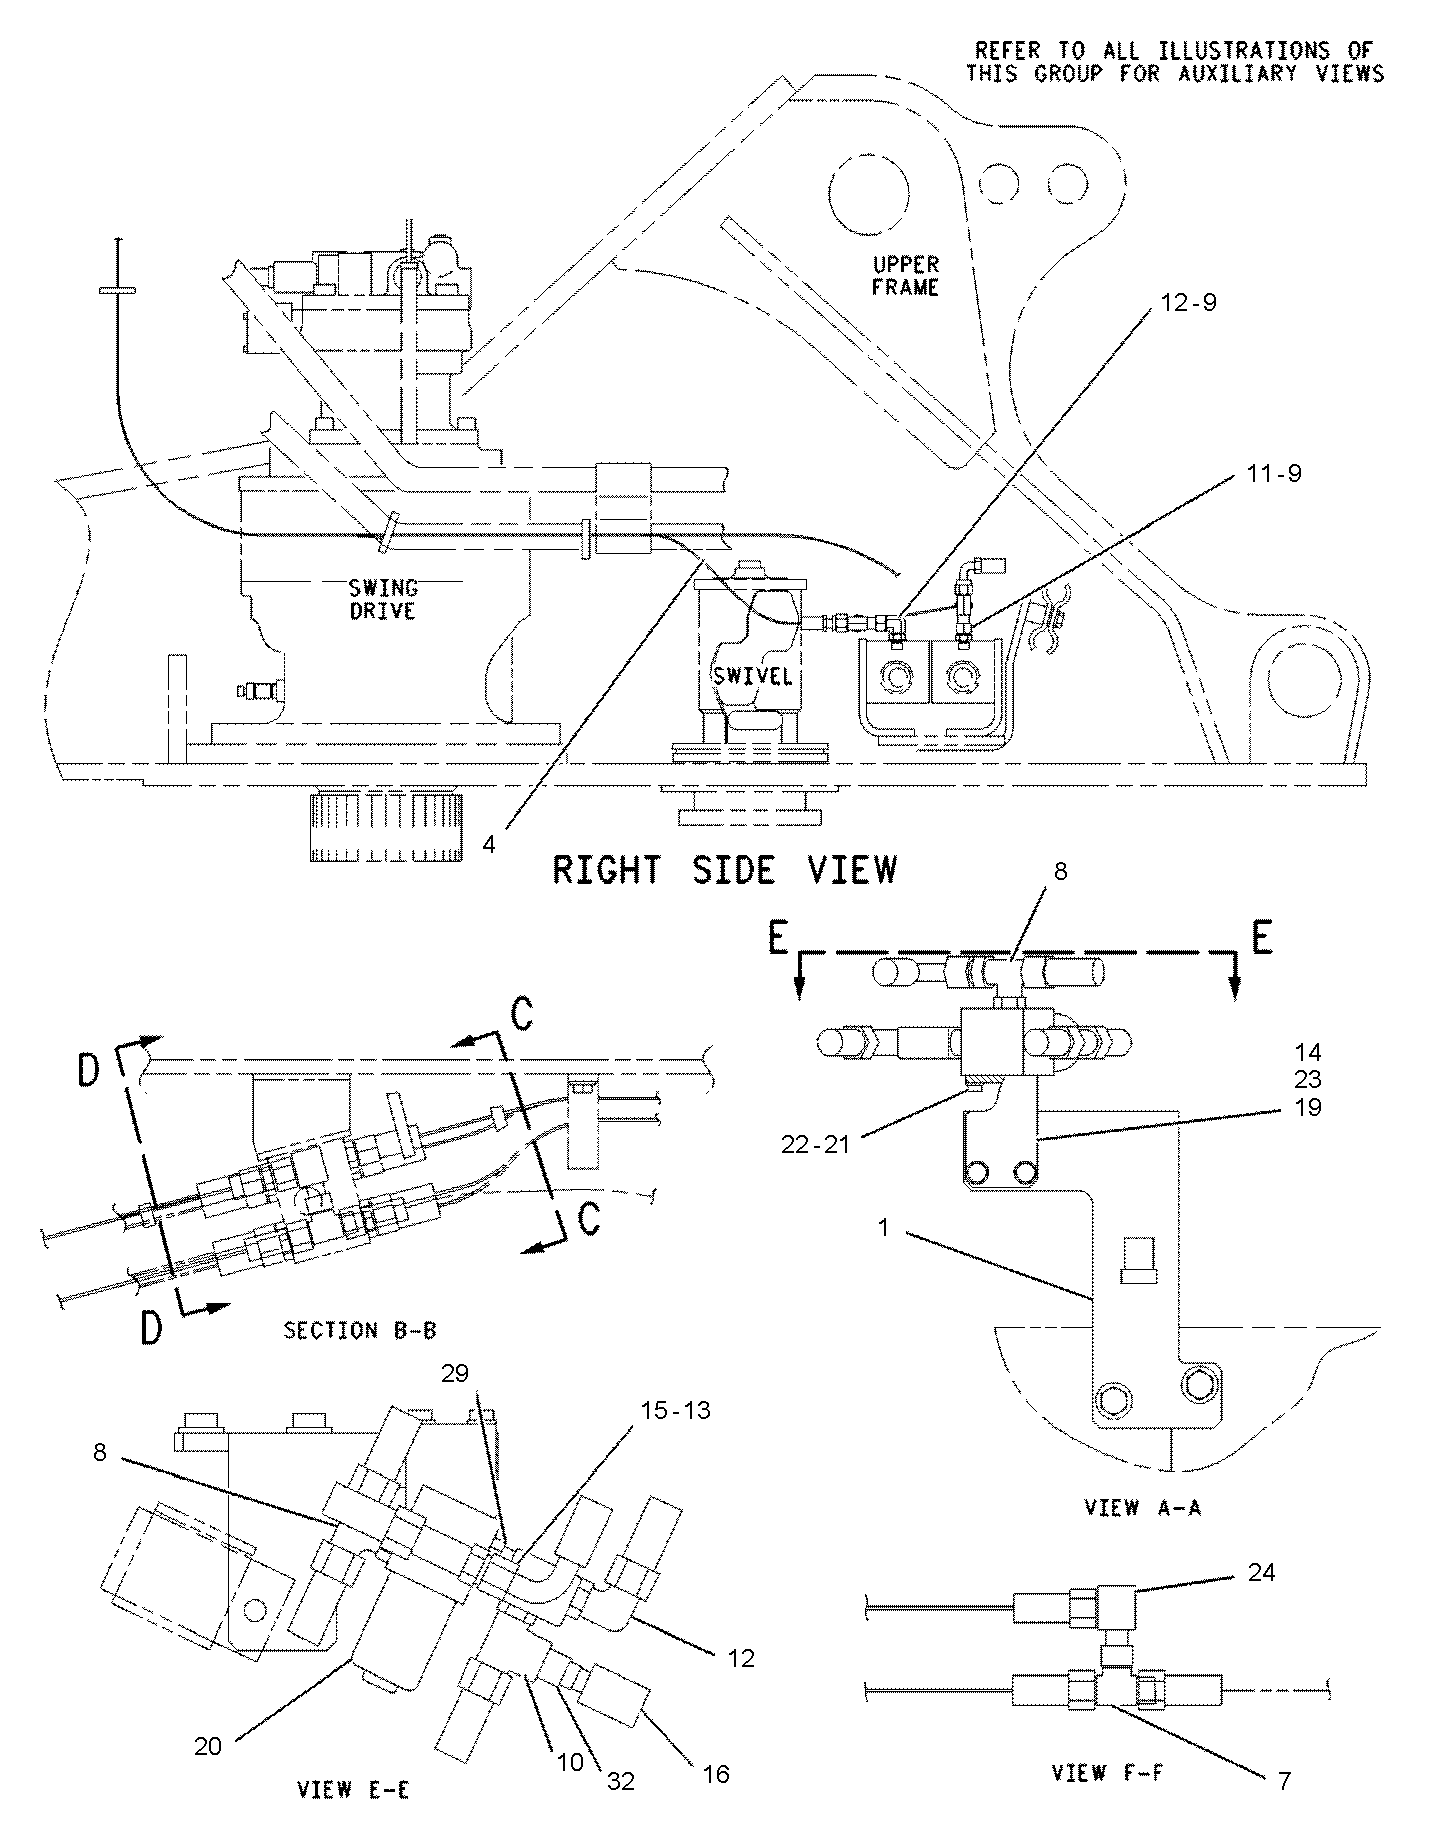 REFER TO ALL ILLUSTRATIONS OF
THIS GROUP FOR AUXILIARY VIEWS
UPPER
FRAME
12-9
11-9
SWING
DRIVE
SWIVEL
4
RIGHT SIDE VIEW
8
E
E
C
D
14
23
19
22-21
1
C
D
SECTION B-B
29
15-13
8
VIEW A-A
24
12
20
10
32
16
VIEW E-E
VIEW F-F
7